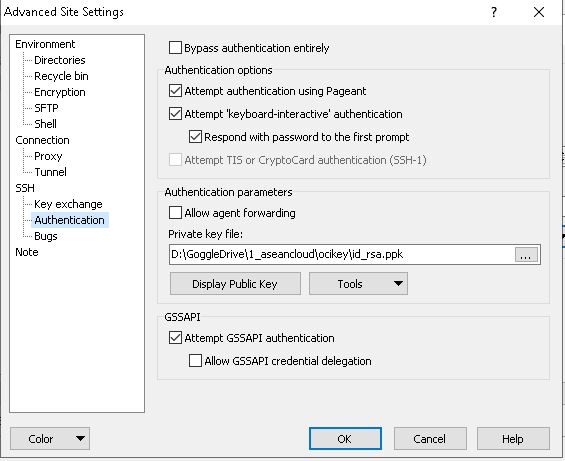 Advanced Site Settings
?
Environment
Directories
Recycle bin
Encryption
SFTP
Shell
Connection
Proxy
Tunnel
SSH
Key exchange
Authentication
Bugs
Note
Bypass authentication entirely
Authentication options
Attempt authentication using Pageant
Attempt 'keyboard-interactive' authentication
Respond with password to the first prompt
Attempt TIS or CryptoCard authentication (SSH-1)
Authentication parameters
Allow agent forwarding
Private key file:
D:\GoggleDrive\1_aseancloud\ocikey\id_rsa.ppk
...
Display Public Key
Tools
GSSAPI
Attempt GSSAPI authentication
Allow GSSAPI credential delegation
Color
OK
Cancel
Help